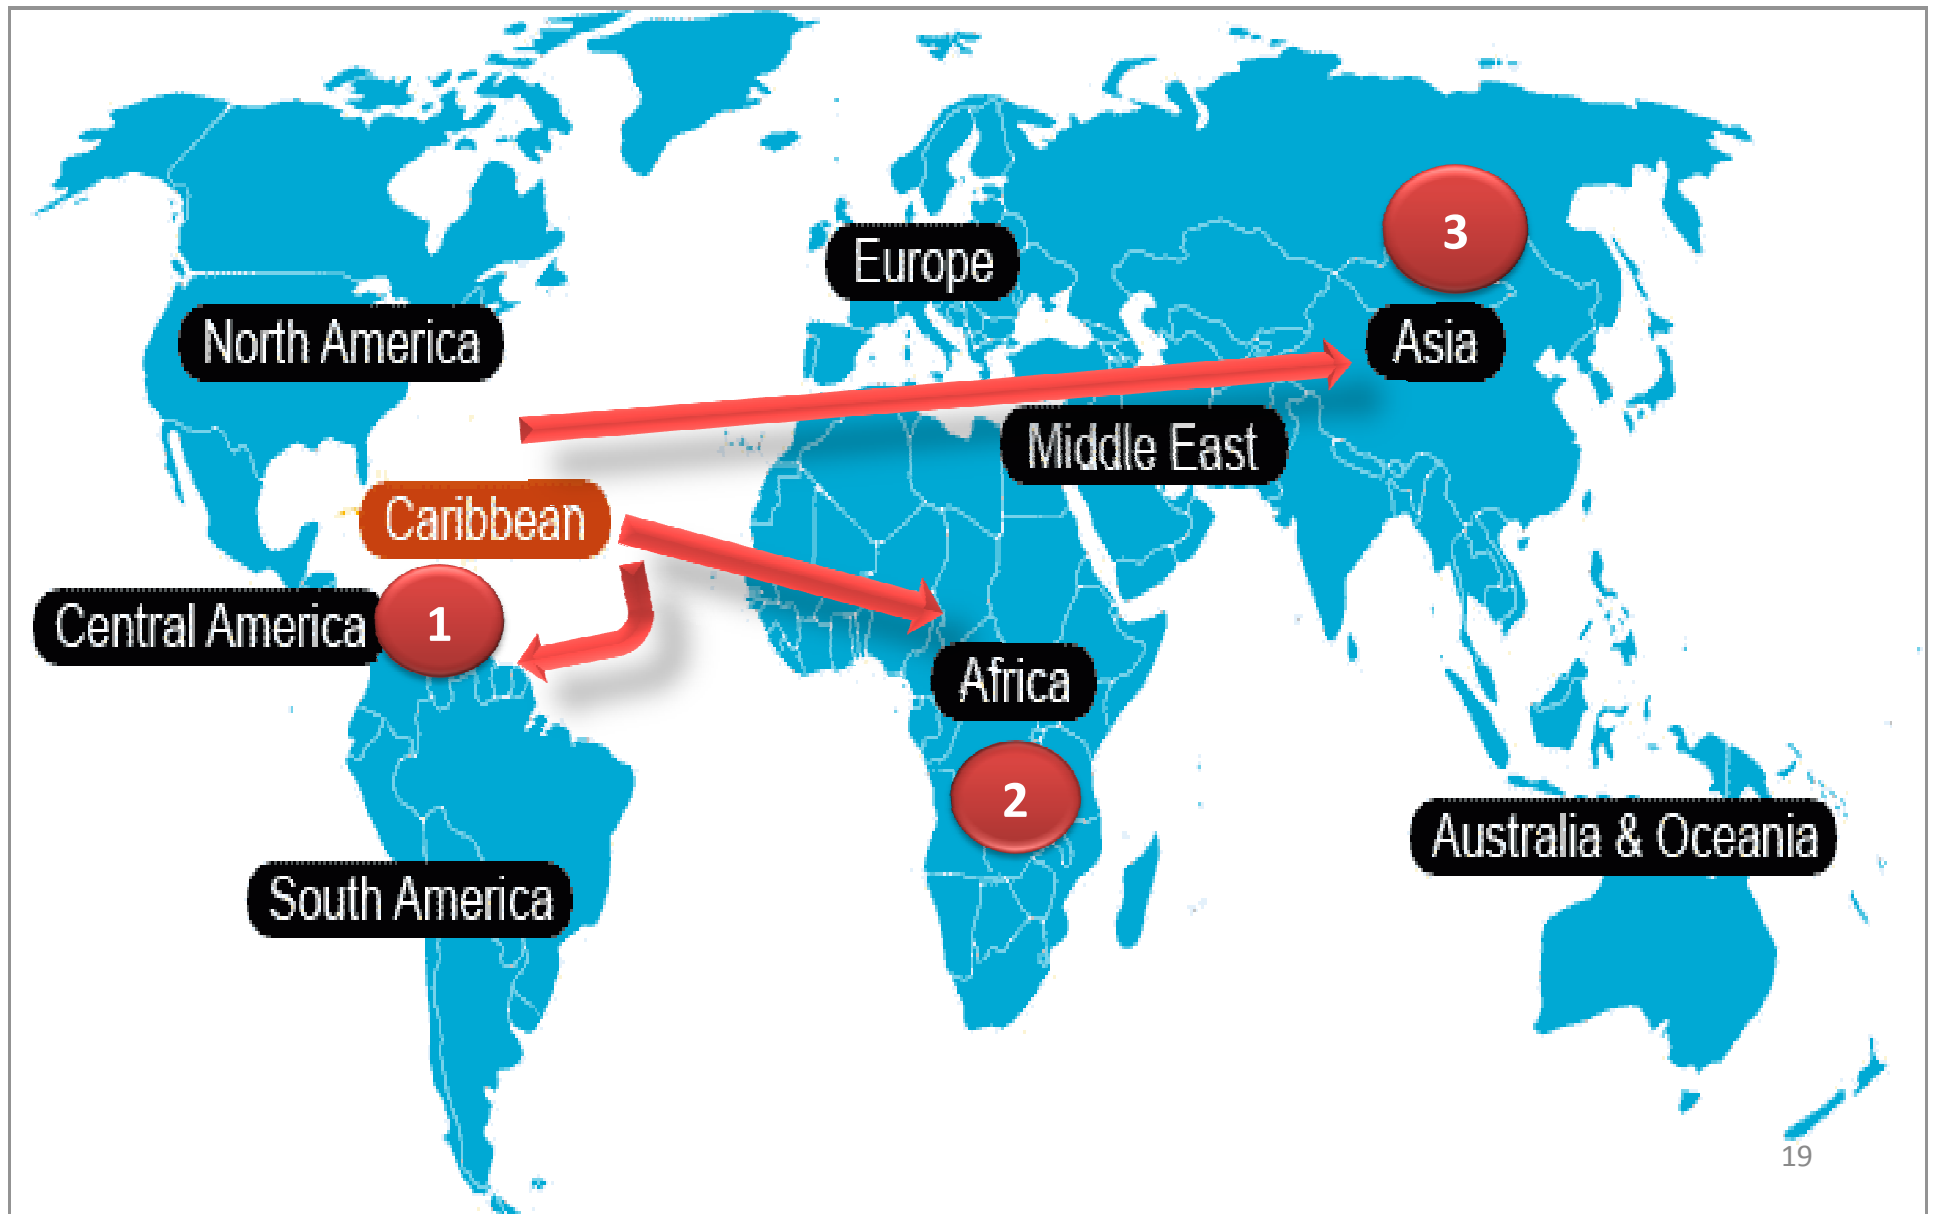 3
Europe
North America
Asia
Middle East
Caribbean
Central America
1
Africa
2
Australia & Oceania
South America
19